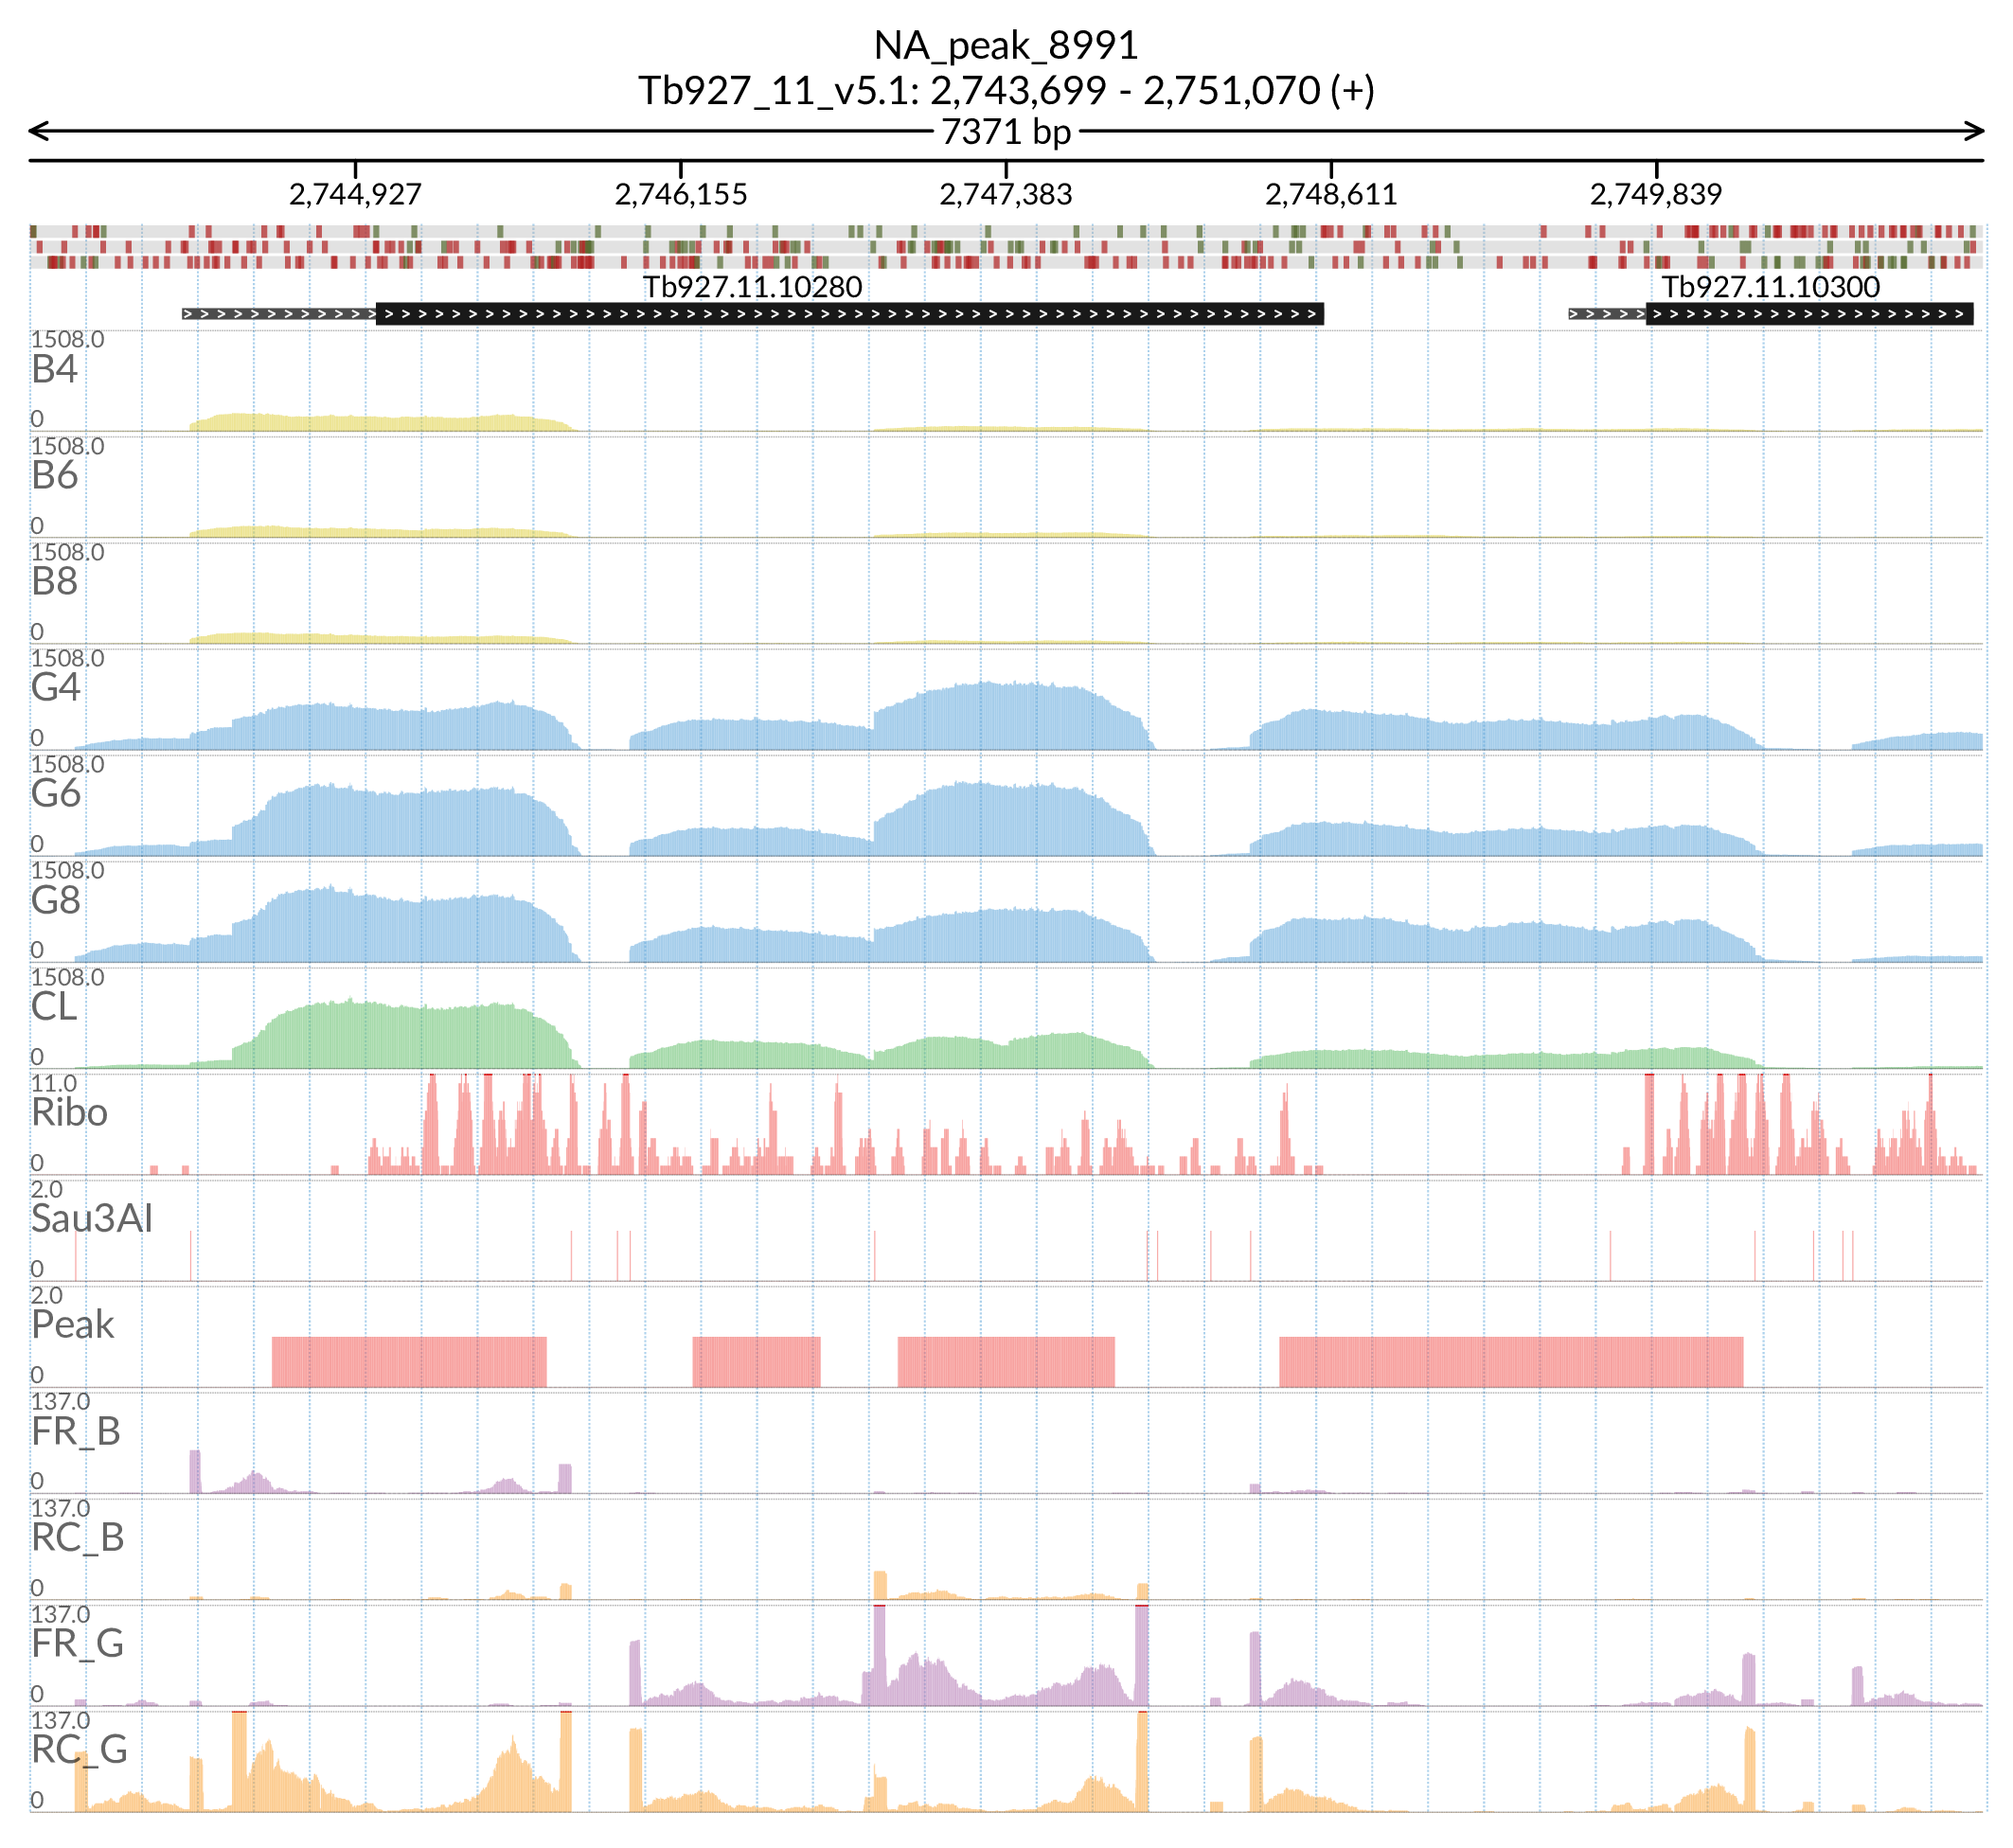 NA_peak_8991
Tb927_11_v5.1: 2,743,699 - 2,751,070 (+)
7371 bp
2,744,927 2,746,155 2,747,383 2,748,611 2,749,839
Tb927.11.10280 Tb927.11.10300
1508.0
B4
0
1508.0
B6
0
1508.0
B8
0
1508.0
G4
0
1508.0
G6
0
1508.0
G8
0
1508.0
CL
0
11.0
Ribo
0
2.0
Sau3AI
0
2.0
Peak
0
137.0
FR_B
0
137.0
RC_B
0
137.0
FR_G
0
137.0
RC_G
0